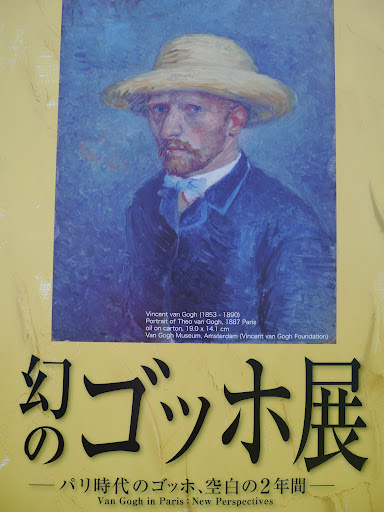 Vincent van Gogh (1853 - 1890)
Portrait of Theo van Gogh, 1887 Paris
oil on carton, 19.0 x 14.1 cm
Van Gogh Museum, Amsterdam (Vincent van Gogh Foundation)
幻のゴッホ展
パリ時代のゴッホ、空白の2年間
Van Gogh in Paris : New Perspectives